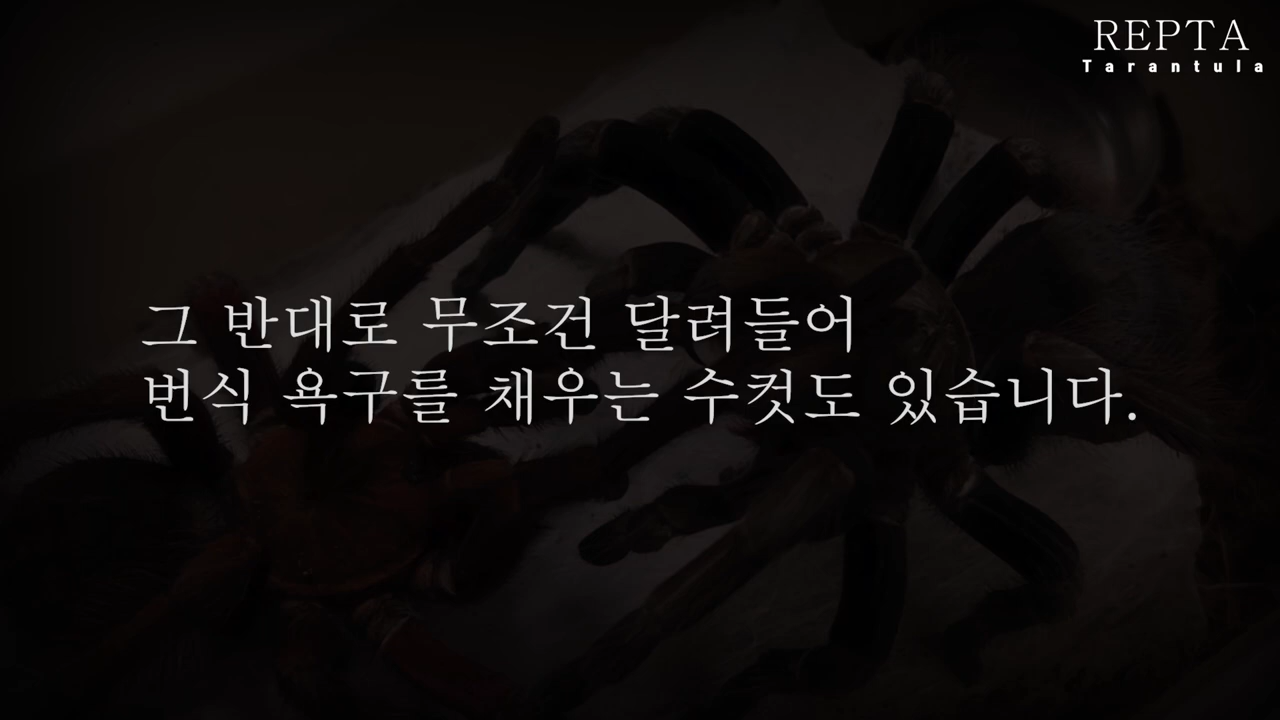 REPTA
Tarantula
그 반대로 무조건 달려들어
번식 욕구를 채우는 수컷도 있습니다.